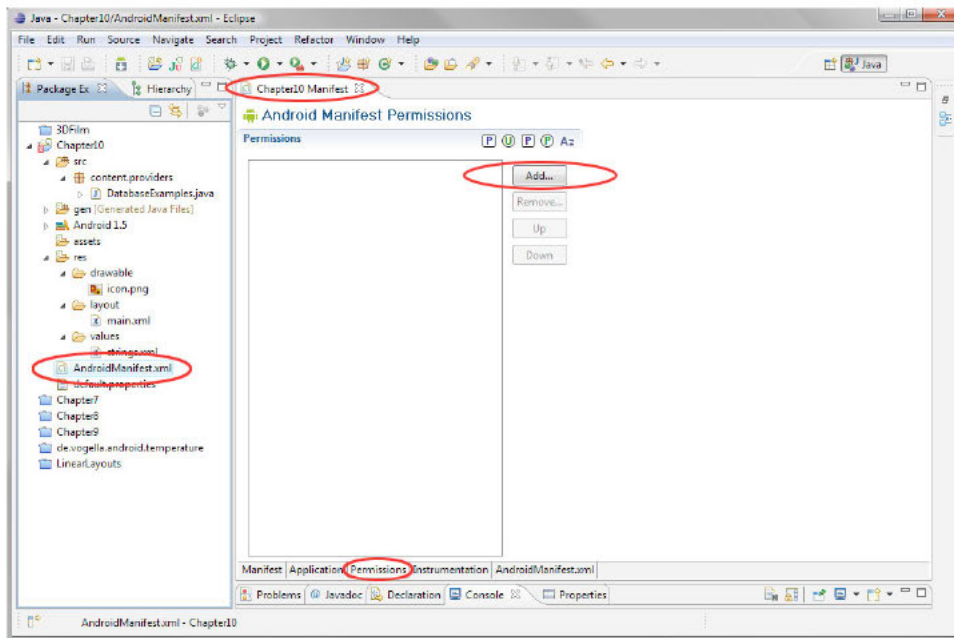 Java - Chapter10/AndroidManifest.xml - Eclipse
File Edit Run Source Navigate Search Project Refactor Window Help
Java
Package Ex
Hierarchy
Chapter10 Manifest
Android Manifest Permissions
Permissions
P U P P Az
Add...
Remove...
Up
Down
3DFilm
Chapter10
src
content.providers
DatabaseExamples.java
gen [Generated Java Files]
Android 1.5
assets
res
drawable
icon.png
layout
main.xml
values
strings.xml
AndroidManifest.xml
default.properties
Chapter7
Chapter8
Chapter9
de.vogella.android.temperature
LinearLayouts
Manifest Application Permissions Instrumentation AndroidManifest.xml
Problems @ Javadoc Declaration Console Properties
AndroidManifest.xml - Chapter10